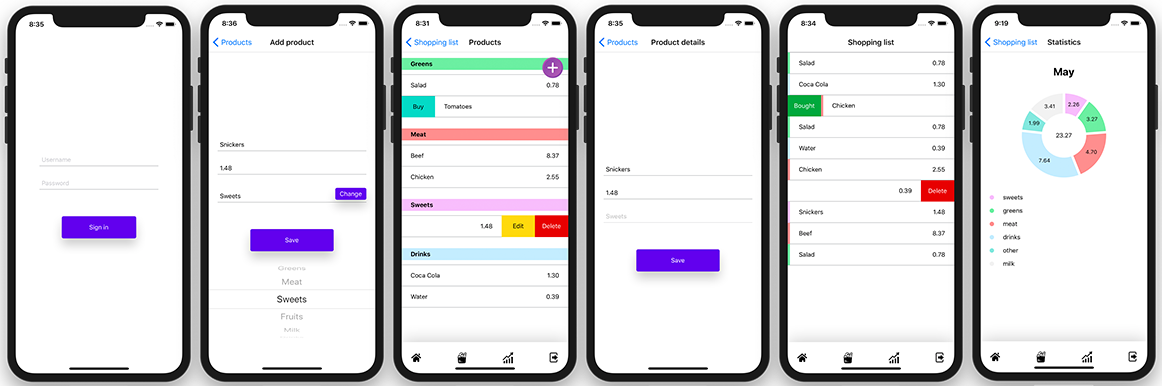 8:35
Username
Password
Sign in
8:36
Products
Add product
Snickers
1.48
Sweets
Change
Save
Greens
Meat
Sweets
Fruits
Milk
8:31
Shopping list
Products
Greens
+
Salad 0.78
Buy Tomatoes
Meat
Beef 8.37
Chicken 2.55
Sweets
1.48 Edit Delete
Drinks
Coca Cola 1.30
Water 0.39
8:35
Products
Product details
Snickers
1.48
Sweets
Save
8:34
Shopping list
Salad 0.78
Coca Cola 1.30
Bought Chicken
Salad 0.78
Water 0.39
Chicken 2.55
0.39 Delete
Snickers 1.48
Beef 8.37
Salad 0.78
9:19
Shopping list
Statistics
May
3.41
2.26
1.99
3.27
23.27
7.64
4.70
sweets
greens
meat
drinks
other
milk